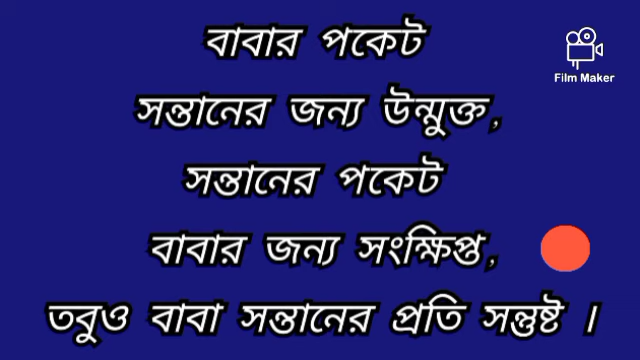 বাবার পকেট
Film Maker
সন্তানের জন্য উন্মুক্ত,
সন্তানের পকেট
বাবার জন্য সংক্ষিপ্ত,
তবুও বাবা সন্তানের প্রতি সন্তুষ্ট ।